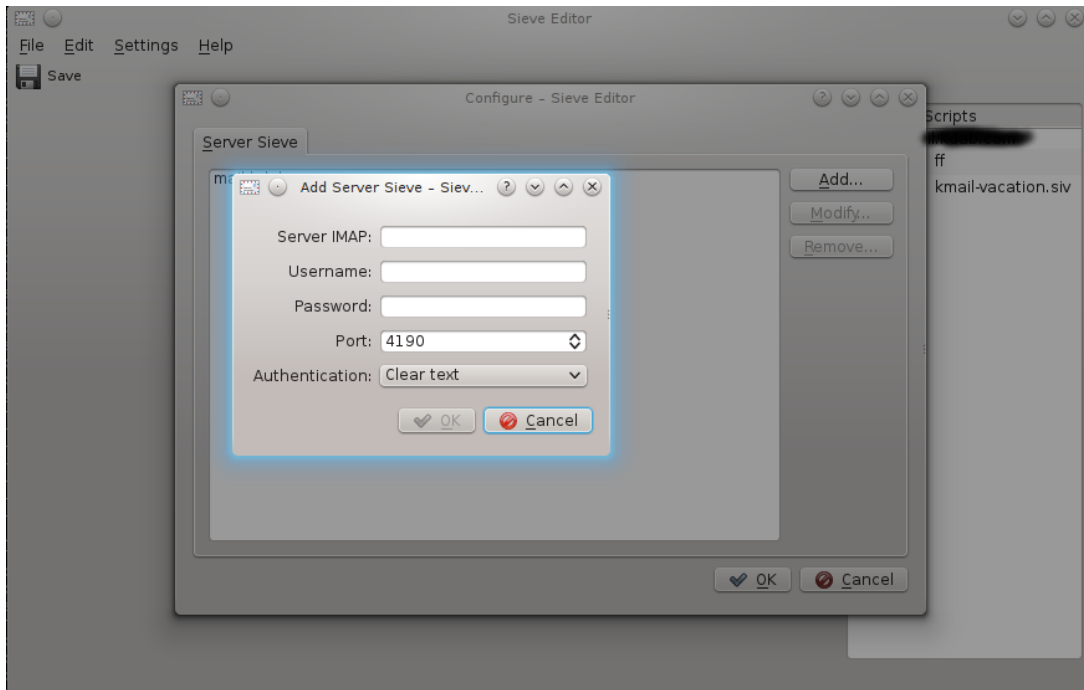 Sieve Editor
File Edit Settings Help
Save
Configure - Sieve Editor
Scripts
Server Sieve
ff
kmail-vacation.siv
Add...
Modify...
Remove...
Add Server Sieve - Siev...
Server IMAP:
Username:
Password:
Port: 4190
Authentication: Clear text
OK Cancel
OK Cancel